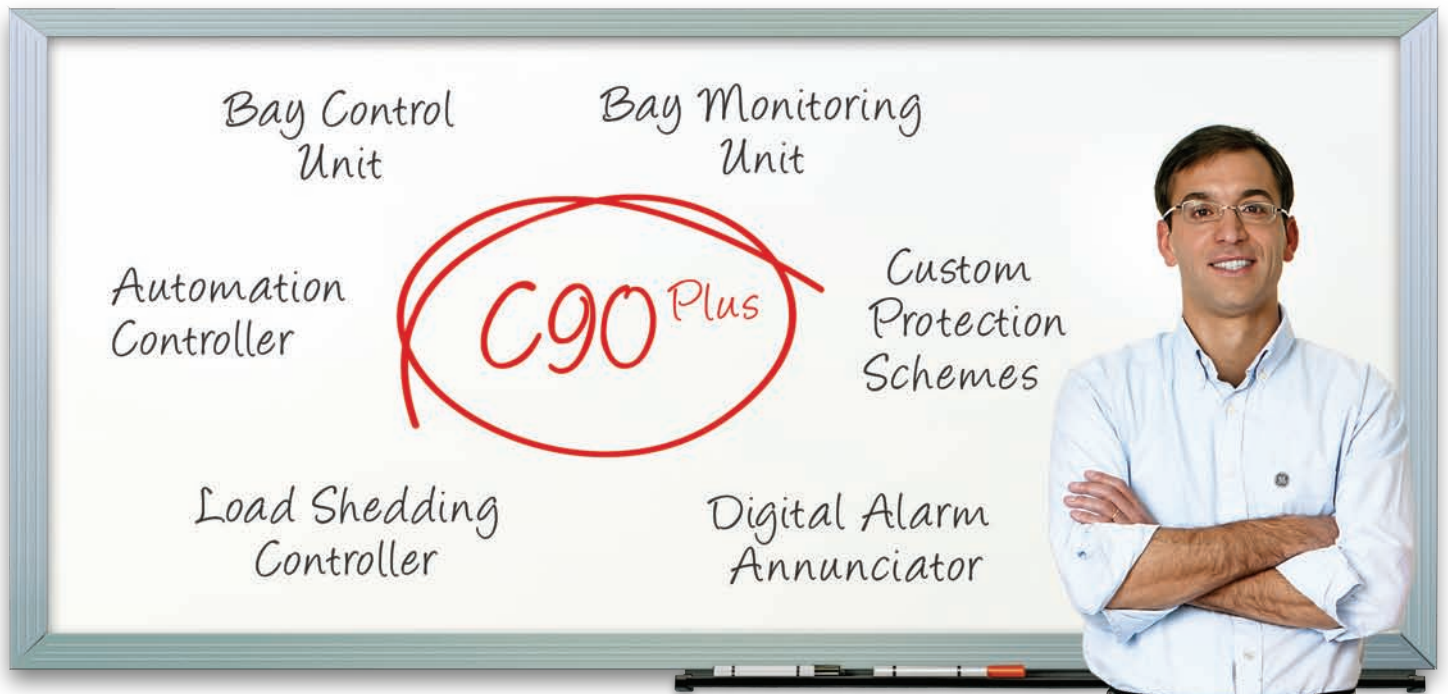 Bay Control
Unit
Bay Monitoring
Unit
Automation
Controller
C90 Plus
Custom
Protection
Schemes
Load Shedding
Controller
Digital Alarm
Annunciator